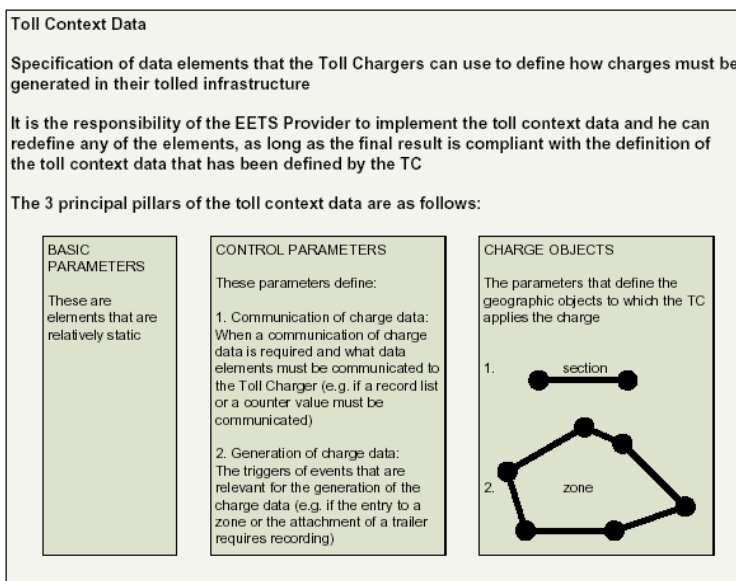 Toll Context Data
Specification of data elements that the Toll Chargers can use to define how charges must be
generated in their tolled infrastructure
It is the responsibility of the EETS Provider to implement the toll context data and he can
redefine any of the elements, as long as the final result is compliant with the definition of
the toll context data that has been defined by the TC
The 3 principal pillars of the toll context data are as follows:
BASIC
PARAMETERS
These are
elements that are
relatively static
CONTROL PARAMETERS
These parameters define:
1. Communication of charge data:
When a communication of charge
data is required and what data
elements must be communicated to
the Toll Charger (e.g. if a record list
or a counter value must be
communicated)
2. Generation of charge data:
The triggers of events that are
relevant for the generation of the
charge data (e.g. if the entry to a
zone or the attachment of a trailer
requires recording)
CHARGE OBJECTS
The parameters that define the
geographic objects to which the TC
applies the charge
1. section
2. zone